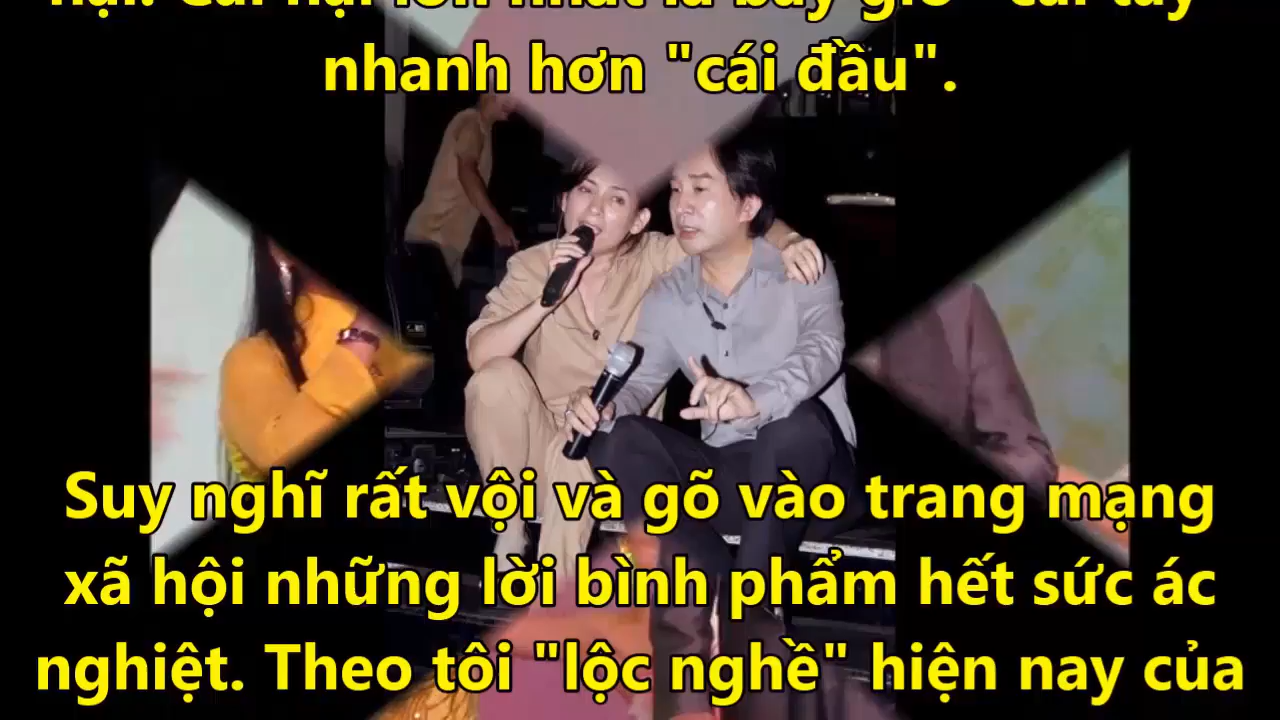 nhanh hơn "cái đầu".
Suy nghĩ rất vội và gõ vào trang mạng
xã hội những lời bình phẩm hết sức ác
nghiệt. Theo tôi "lộc nghề" hiện nay của